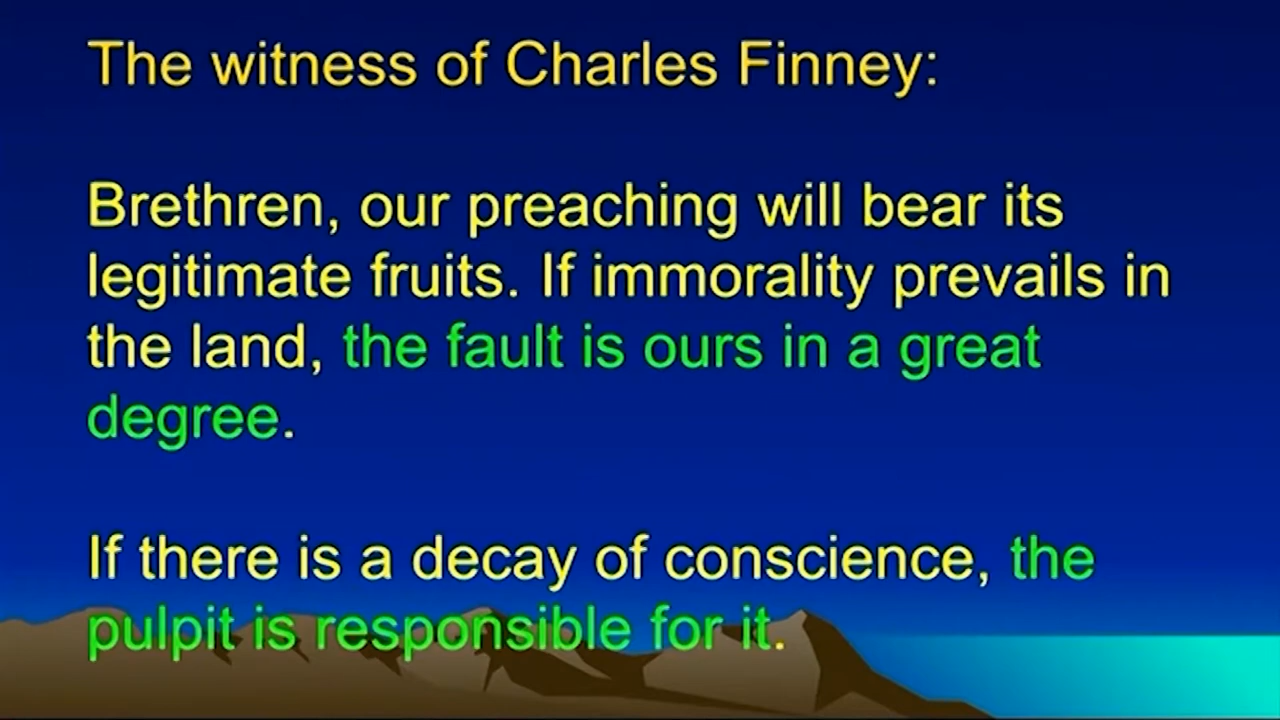 The witness of Charles Finney:
Brethren, our preaching will bear its
legitimate fruits. If immorality prevails in
the land, the fault is ours in a great
degree.
If there is a decay of conscience, the
pulpit is responsible for it.